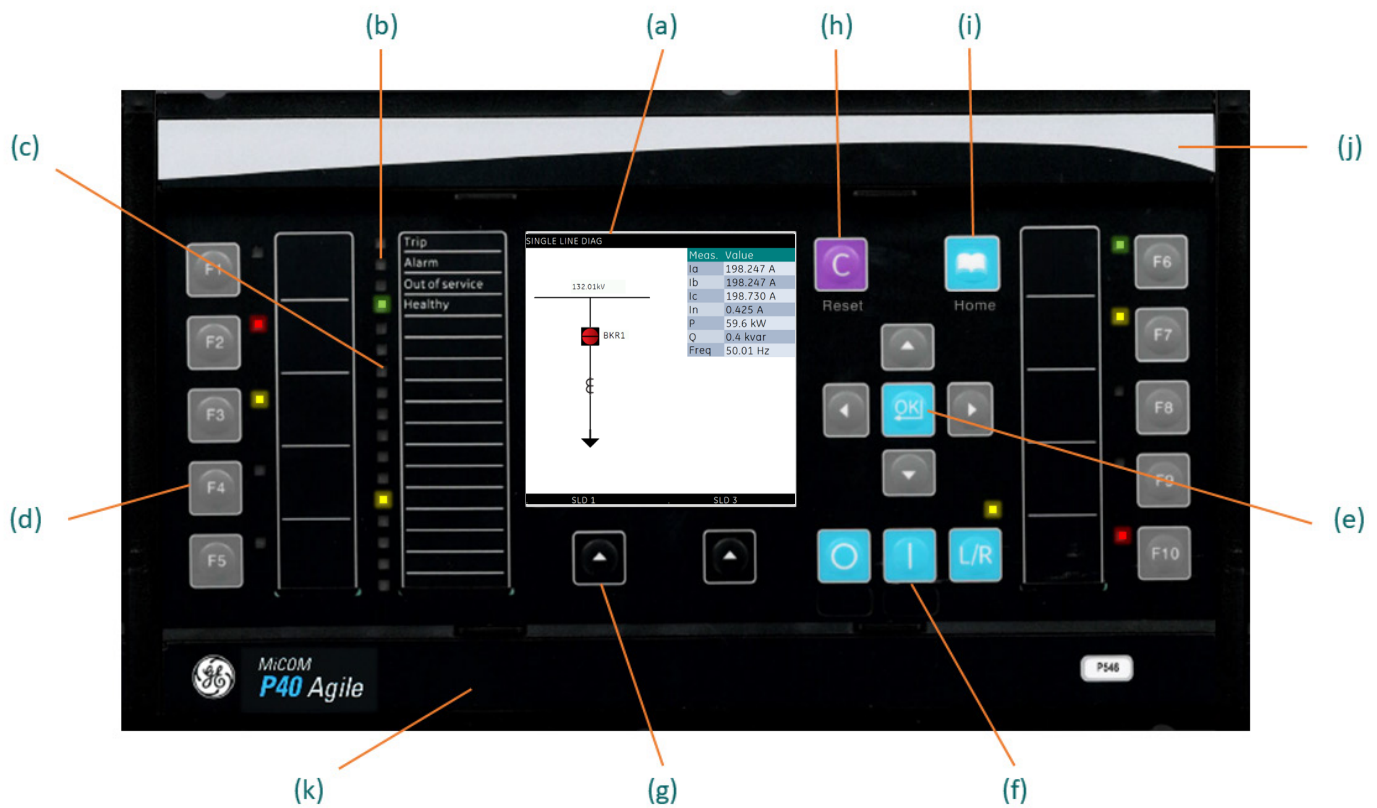 (b)
(a)
(h)
(i)
(c)
(j)
(d)
(e)
(k)
(g)
(f)
F1
F2
F3
F4
F5
Trip
Alarm
Out of service
Healthy
SINGLE LINE DIAG
132.01kV
BKR1
Meas. Value
Ia 198.247 A
Ib 198.247 A
Ic 198.730 A
In 0.425 A
P 59.6 kW
Q 0.4 kvar
Freq 50.01 Hz
SLD 1
SLD 3
C
Reset
Home
OK
L/R
F6
F7
F8
F9
F10
GE
MiCOM
P40 Agile
P546